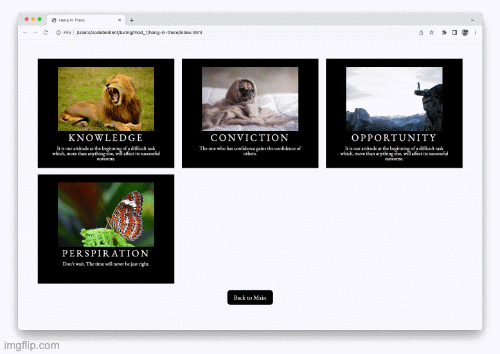 Hang in There
File | /Users/codabedient/turing/mod_1/hang-in-there/index.html
KNOWLEDGE
It is our attitude at the beginning of a difficult task
which, more than anything else, will affect its successful
outcome.
CONVICTION
The one who has confidence gains the confidence of
others.
OPPORTUNITY
It is our attitude at the beginning of a difficult task
which, more than anything else, will affect its successful
outcome.
PERSPIRATION
Don't wait. The time will never be just right.
Back to Main
imgflip.com